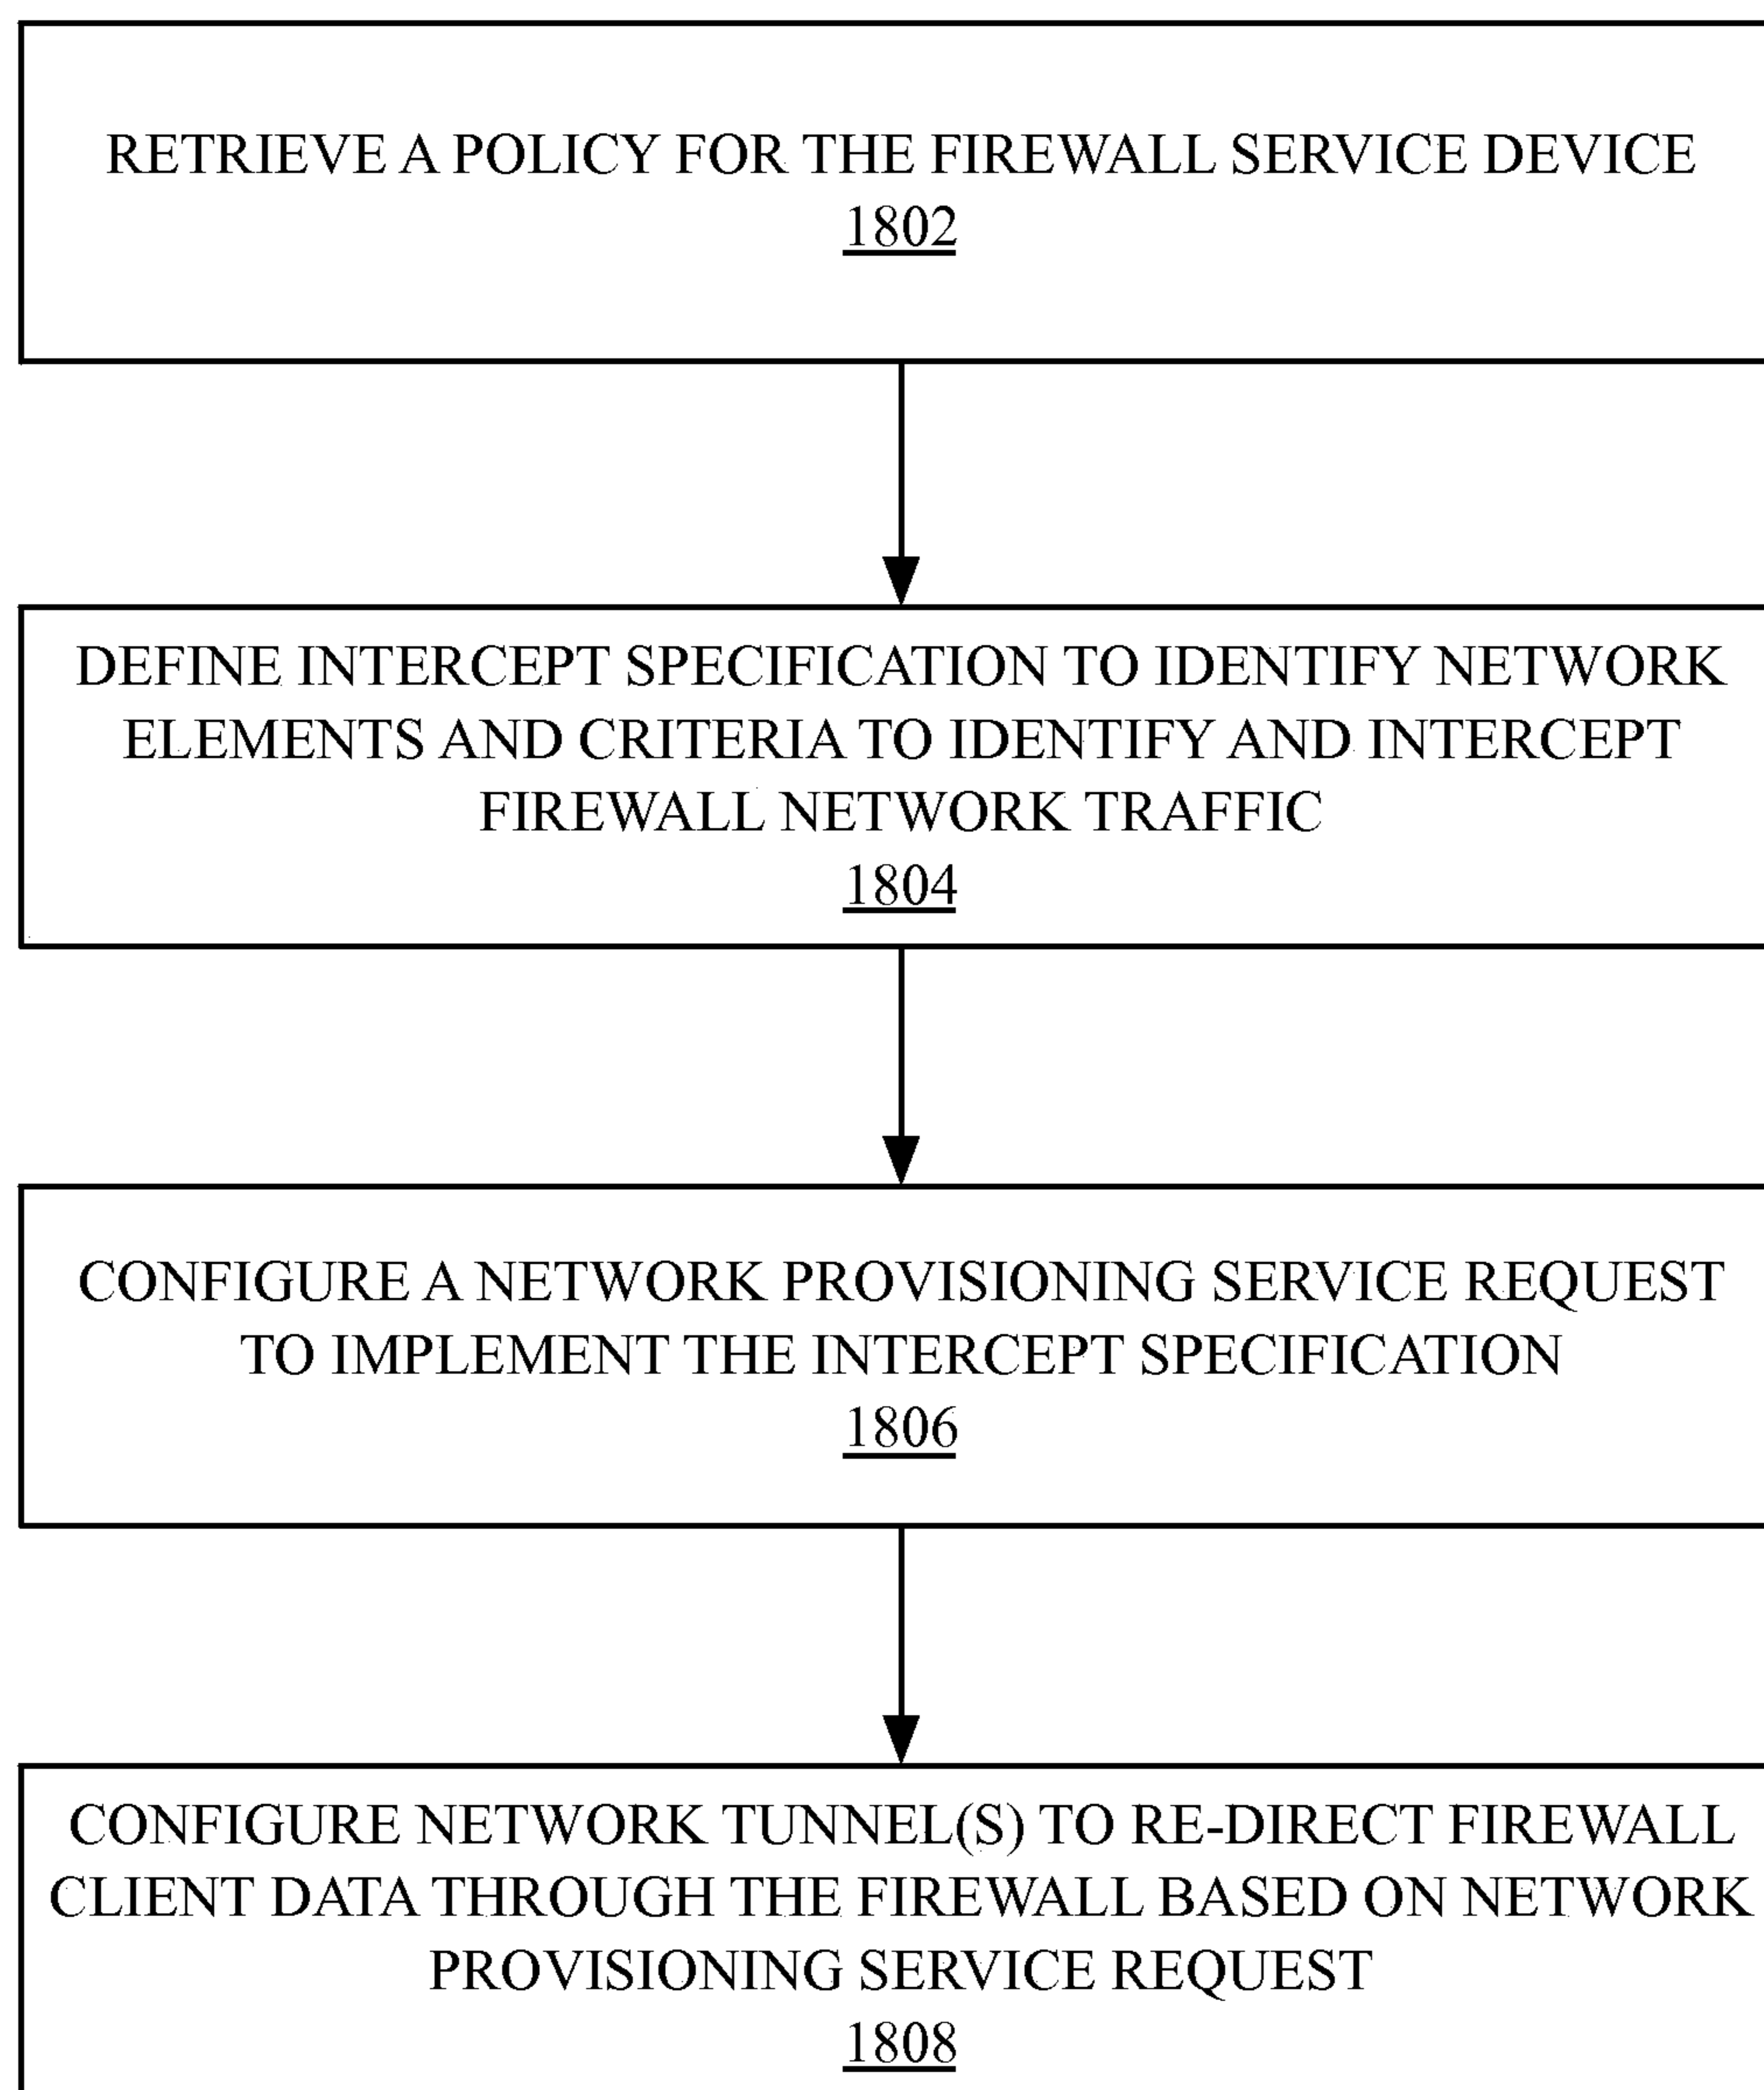 RETRIEVE A POLICY FOR THE FIREWALL SERVICE DEVICE
1802
DEFINE INTERCEPT SPECIFICATION TO IDENTIFY NETWORK
ELEMENTS AND CRITERIA TO IDENTIFY AND INTERCEPT
FIREWALL NETWORK TRAFFIC
1804
CONFIGURE A NETWORK PROVISIONING SERVICE REQUEST
TO IMPLEMENT THE INTERCEPT SPECIFICATION
1806
CONFIGURE NETWORK TUNNEL(S) TO RE-DIRECT FIREWALL
CLIENT DATA THROUGH THE FIREWALL BASED ON NETWORK
PROVISIONING SERVICE REQUEST
1808